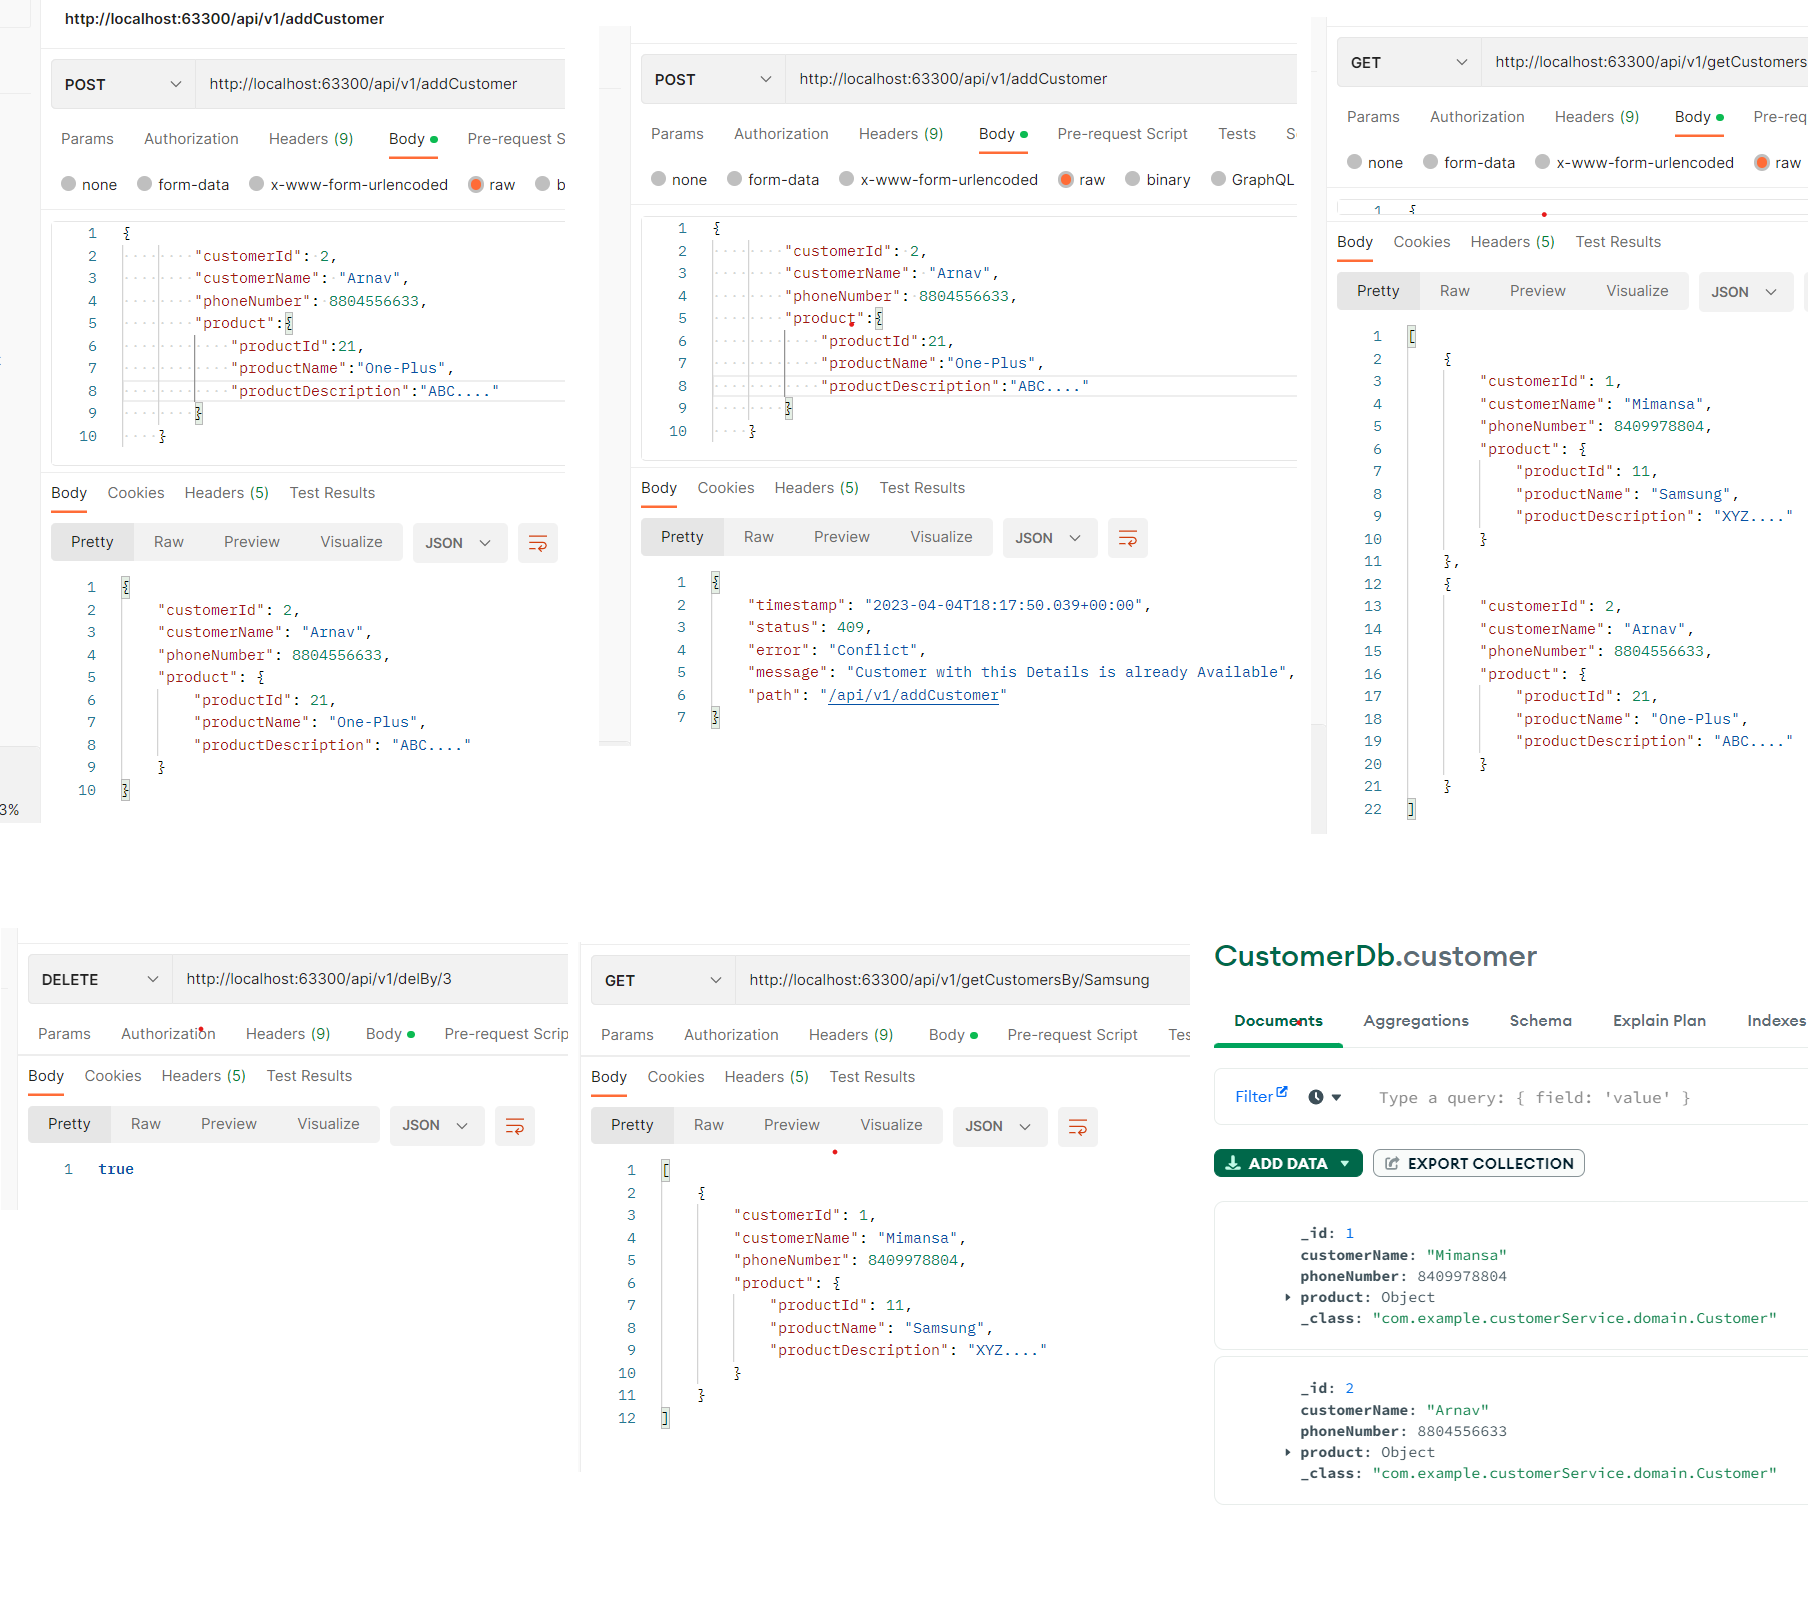 http://localhost:63300/api/v1/addCustomer
POST http://localhost:63300/api/v1/addCustomer
Params Authorization Headers (9) Body Pre-request S
none form-data x-www-form-urlencoded raw b
1 {
2 "customerId": 2,
3 "customerName": "Arnav",
4 "phoneNumber": 8804556633,
5 "product":{
6 "productId":21,
7 "productName":"One-Plus",
8 "productDescription":"ABC...."
9 }
10 }
Body Cookies Headers (5) Test Results
Pretty Raw Preview Visualize JSON
1 {
2 "customerId": 2,
3 "customerName": "Arnav",
4 "phoneNumber": 8804556633,
5 "product": {
6 "productId": 21,
7 "productName": "One-Plus",
8 "productDescription": "ABC...."
9 }
10 }
3%
POST http://localhost:63300/api/v1/addCustomer
Params Authorization Headers (9) Body Pre-request Script Tests S
none form-data x-www-form-urlencoded raw binary GraphQL
1 {
2 "customerId": 2,
3 "customerName": "Arnav",
4 "phoneNumber": 8804556633,
5 "product":{
6 "productId":21,
7 "productName":"One-Plus",
8 "productDescription":"ABC...."
9 }
10 }
Body Cookies Headers (5) Test Results
Pretty Raw Preview Visualize JSON
1 {
2 "timestamp": "2023-04-04T18:17:50.039+00:00",
3 "status": 409,
4 "error": "Conflict",
5 "message": "Customer with this Details is already Available",
6 "path": "/api/v1/addCustomer"
7 }
GET http://localhost:63300/api/v1/getCustomers
Params Authorization Headers (9) Body Pre-req
none form-data x-www-form-urlencoded raw
1 {
Body Cookies Headers (5) Test Results
Pretty Raw Preview Visualize JSON
1 [
2 {
3 "customerId": 1,
4 "customerName": "Mimansa",
5 "phoneNumber": 8409978804,
6 "product": {
7 "productId": 11,
8 "productName": "Samsung",
9 "productDescription": "XYZ...."
10 }
11 },
12 {
13 "customerId": 2,
14 "customerName": "Arnav",
15 "phoneNumber": 8804556633,
16 "product": {
17 "productId": 21,
18 "productName": "One-Plus",
19 "productDescription": "ABC...."
20 }
21 }
22 ]
DELETE http://localhost:63300/api/v1/delBy/3
Params Authorization Headers (9) Body Pre-request Scrip
Body Cookies Headers (5) Test Results
Pretty Raw Preview Visualize JSON
1 true
GET http://localhost:63300/api/v1/getCustomersBy/Samsung
Params Authorization Headers (9) Body Pre-request Script Tes
Body Cookies Headers (5) Test Results
Pretty Raw Preview Visualize JSON
1 [
2 {
3 "customerId": 1,
4 "customerName": "Mimansa",
5 "phoneNumber": 8409978804,
6 "product": {
7 "productId": 11,
8 "productName": "Samsung",
9 "productDescription": "XYZ...."
10 }
11 }
12 ]
CustomerDb.customer
Documents Aggregations Schema Explain Plan Indexes
Filter Type a query: { field: 'value' }
ADD DATA EXPORT COLLECTION
_id: 1
customerName: "Mimansa"
phoneNumber: 8409978804
product: Object
_class: "com.example.customerService.domain.Customer"
_id: 2
customerName: "Arnav"
phoneNumber: 8804556633
product: Object
_class: "com.example.customerService.domain.Customer"